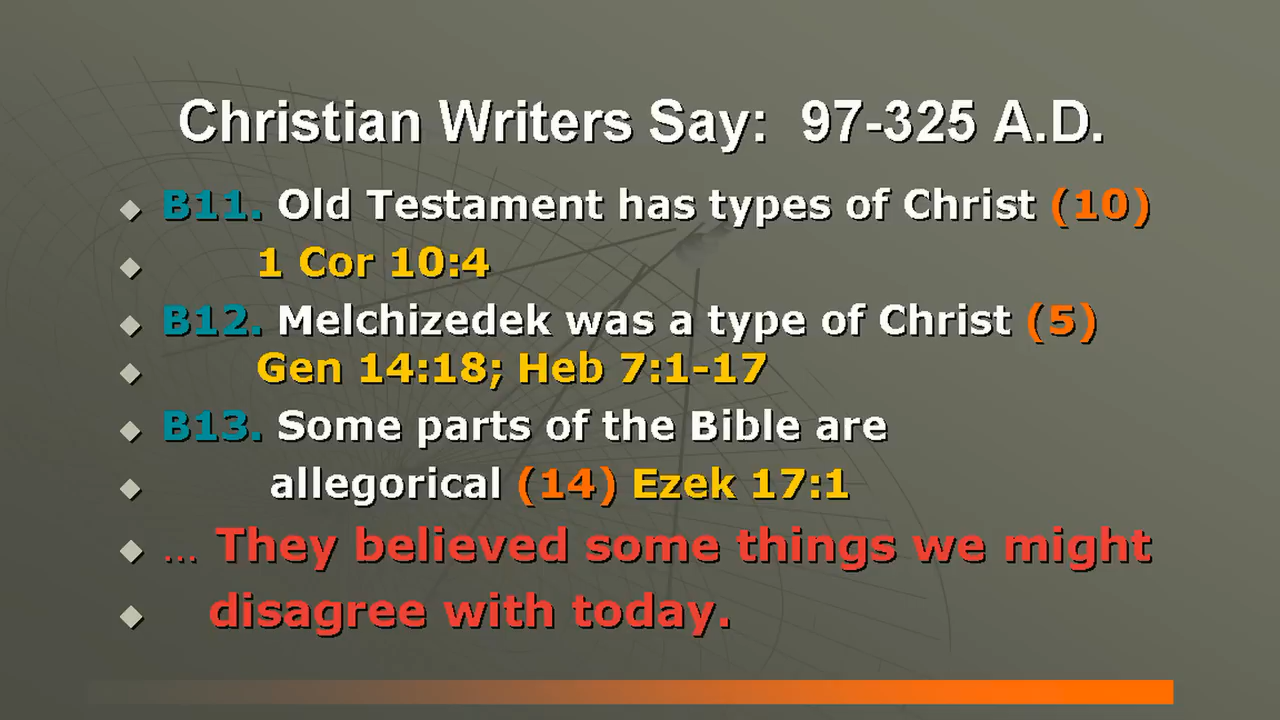 Christian Writers Say:  97-325 A.D.
B11. Old Testament has types of Christ (10)
1 Cor 10:4
B12. Melchizedek was a type of Christ (5)
Gen 14:18; Heb 7:1-17
B13. Some parts of the Bible are
allegorical (14) Ezek 17:1
... They believed some things we might
disagree with today.